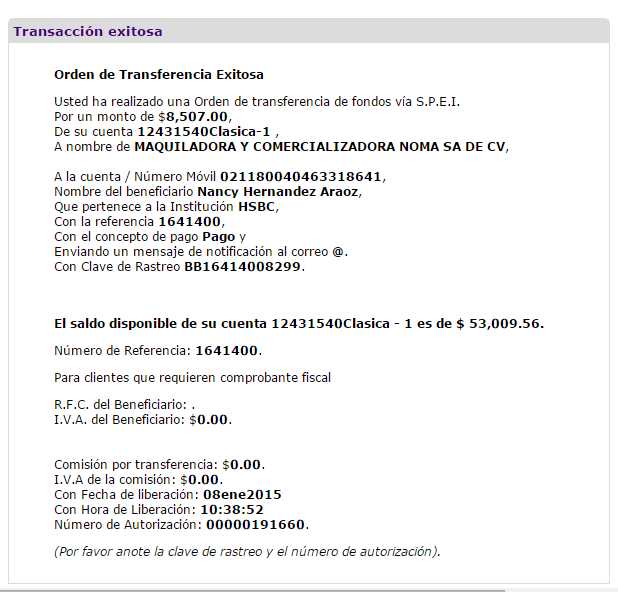 Transacción exitosa
Orden de Transferencia Exitosa
Usted ha realizado una Orden de transferencia de fondos vía S.P.E.I.
Por un monto de $8,507.00,
De su cuenta 12431540Clasica-1 ,
A nombre de MAQUILADORA Y COMERCIALIZADORA NOMA SA DE CV,
A la cuenta / Número Móvil 021180040463318641,
Nombre del beneficiario Nancy Hernandez Araoz,
Que pertenece a la Institución HSBC,
Con la referencia 1641400,
Con el concepto de pago Pago y
Enviando un mensaje de notificación al correo @.
Con Clave de Rastreo BB16414008299.
El saldo disponible de su cuenta 12431540Clasica - 1 es de $ 53,009.56.
Número de Referencia: 1641400.
Para clientes que requieren comprobante fiscal
R.F.C. del Beneficiario: .
I.V.A. del Beneficiario: $0.00.
Comisión por transferencia: $0.00.
I.V.A de la comisión: $0.00.
Con Fecha de liberación: 08ene2015
Con Hora de Liberación: 10:38:52
Número de Autorización: 00000191660.
(Por favor anote la clave de rastreo y el número de autorización).